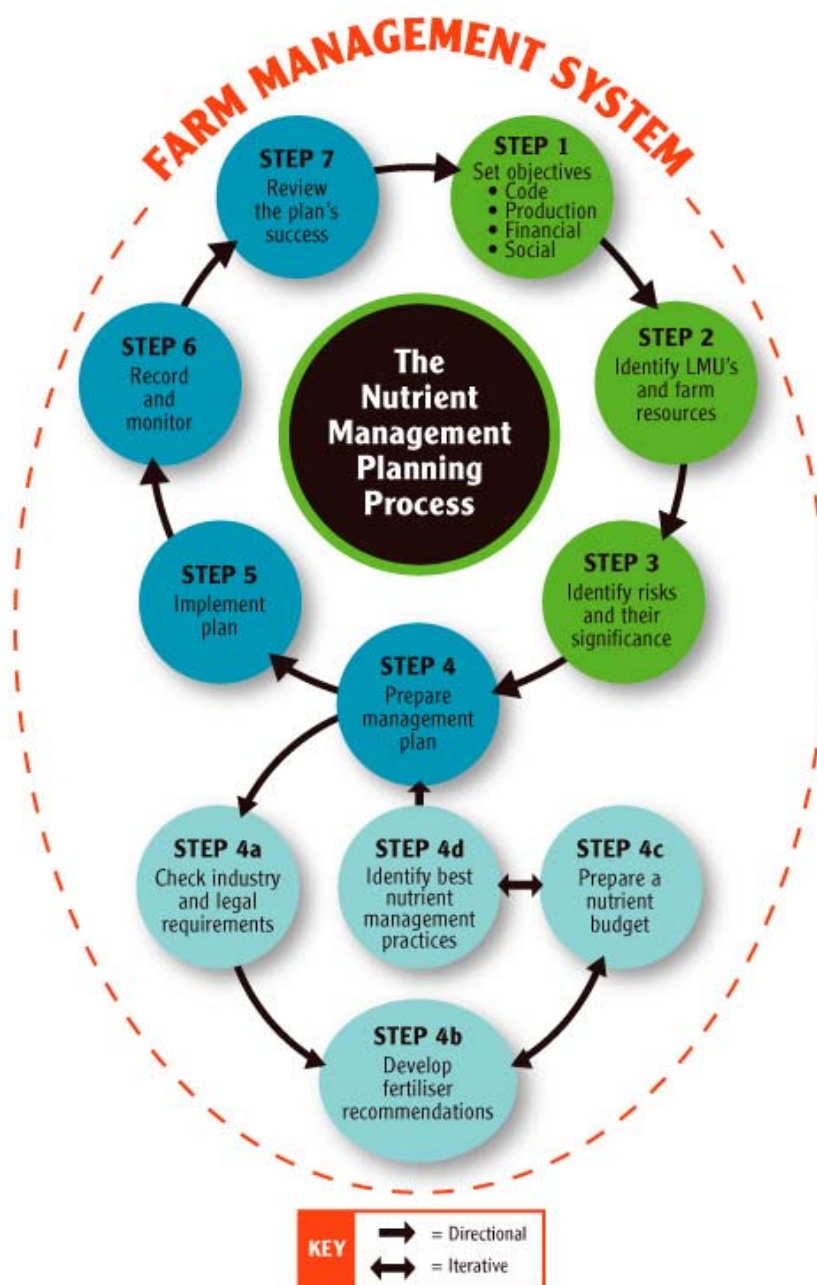 FARM MANAGEMENT SYSTEM
STEP 1
Set objectives
• Code
• Production
• Financial
• Social
STEP 2
Identify LMU's
and farm
resources
STEP 3
Identify risks
and their
significance
STEP 4
Prepare
management
plan
STEP 4a
Check industry
and legal
requirements
STEP 4b
Develop
fertiliser
recommendations
STEP 4c
Prepare a
nutrient
budget
STEP 4d
Identify best
nutrient
management
practices
STEP 5
Implement
plan
STEP 6
Record
and
monitor
STEP 7
Review
the plan's
success
The
Nutrient
Management
Planning
Process
KEY
= Directional
= Iterative